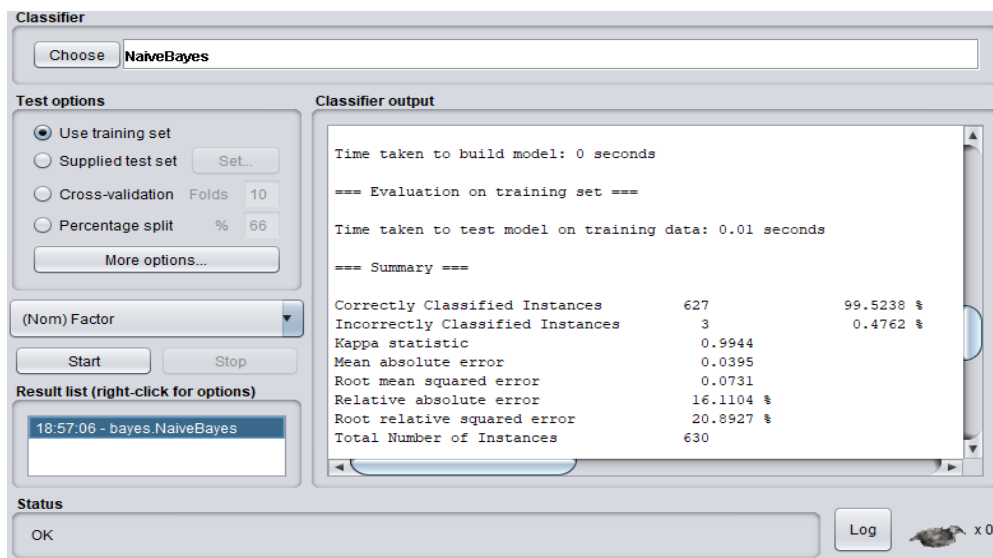 Classifier
Choose NaiveBayes
Test options
Use training set
Supplied test set Set...
Cross-validation Folds 10
Percentage split % 66
More options...
(Nom) Factor
Start Stop
Result list (right-click for options)
18:57:06 - bayes.NaiveBayes
Classifier output
Time taken to build model: 0 seconds
=== Evaluation on training set ===
Time taken to test model on training data: 0.01 seconds
=== Summary ===
Correctly Classified Instances 627 99.5238 %
Incorrectly Classified Instances 3 0.4762 %
Kappa statistic 0.9944
Mean absolute error 0.0395
Root mean squared error 0.0731
Relative absolute error 16.1104 %
Root relative squared error 20.8927 %
Total Number of Instances 630
Status
OK
Log x 0